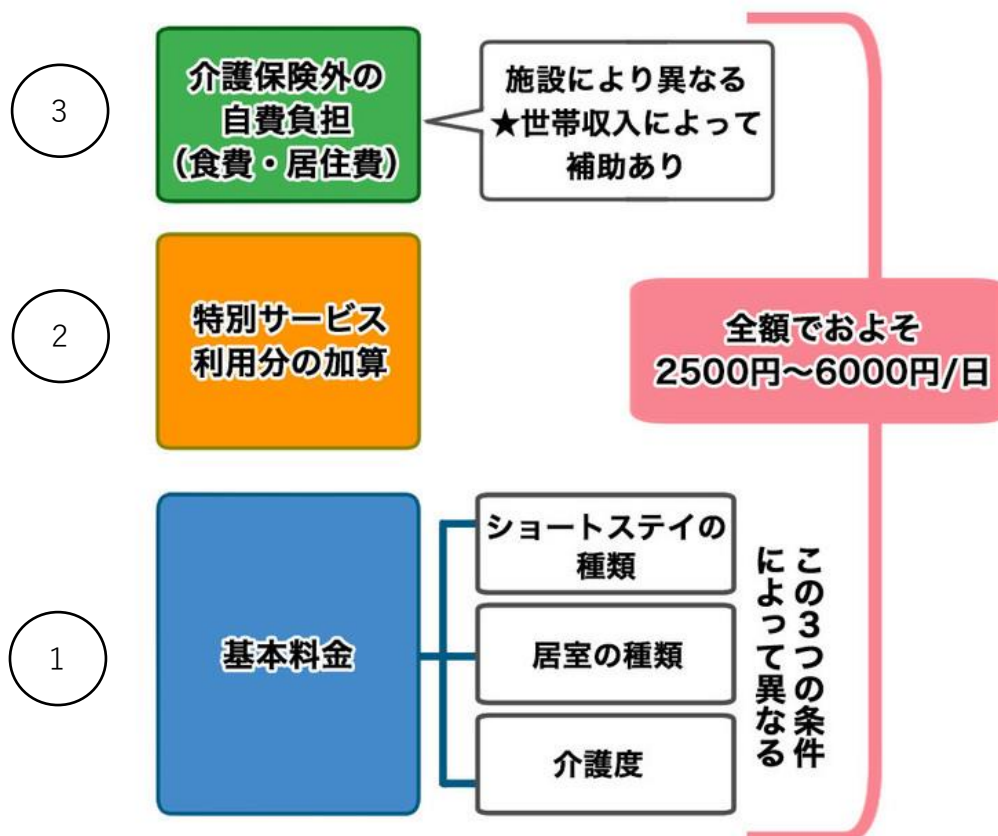 3
介護保険外の
自費負担
（食費・居住費）
施設により異なる
★世帯収入によって
補助あり
2
特別サービス
利用分の加算
全額でおよそ
2500円〜6000円/日
1
基本料金
ショートステイの
種類
居室の種類
介護度
この3つの条件
によって異なる